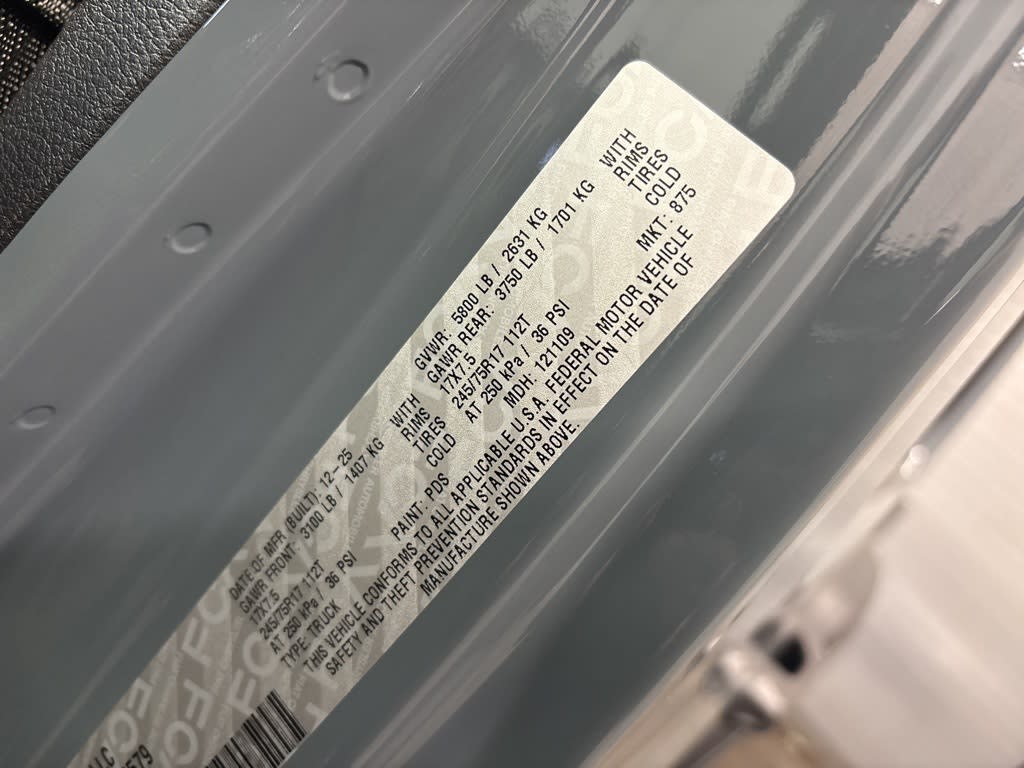 DATE OF MFR (BUILT) 12-25 GVWR: 5800 LB / 2631 KG
GAWR FRONT: 3100 LB / 1407 KG WITH GAWR REAR: 3750 LB / 1701 KG WITH
17X7.5 RIMS 17X7.5 RIMS
245/75R17 112T TIRES 245/75R17 112T TIRES
AT 250 kPa / 36 PSI COLD AT 250 kPa / 36 PSI COLD
TYPE: TRUCK PAINT: PDS MDH: 121109 MKT: 875
THIS VEHICLE CONFORMS TO ALL APPLICABLE U.S.A. FEDERAL MOTOR VEHICLE
SAFETY AND THEFT PREVENTION STANDARDS IN EFFECT ON THE DATE OF
MANUFACTURE SHOWN ABOVE.
LLC
579